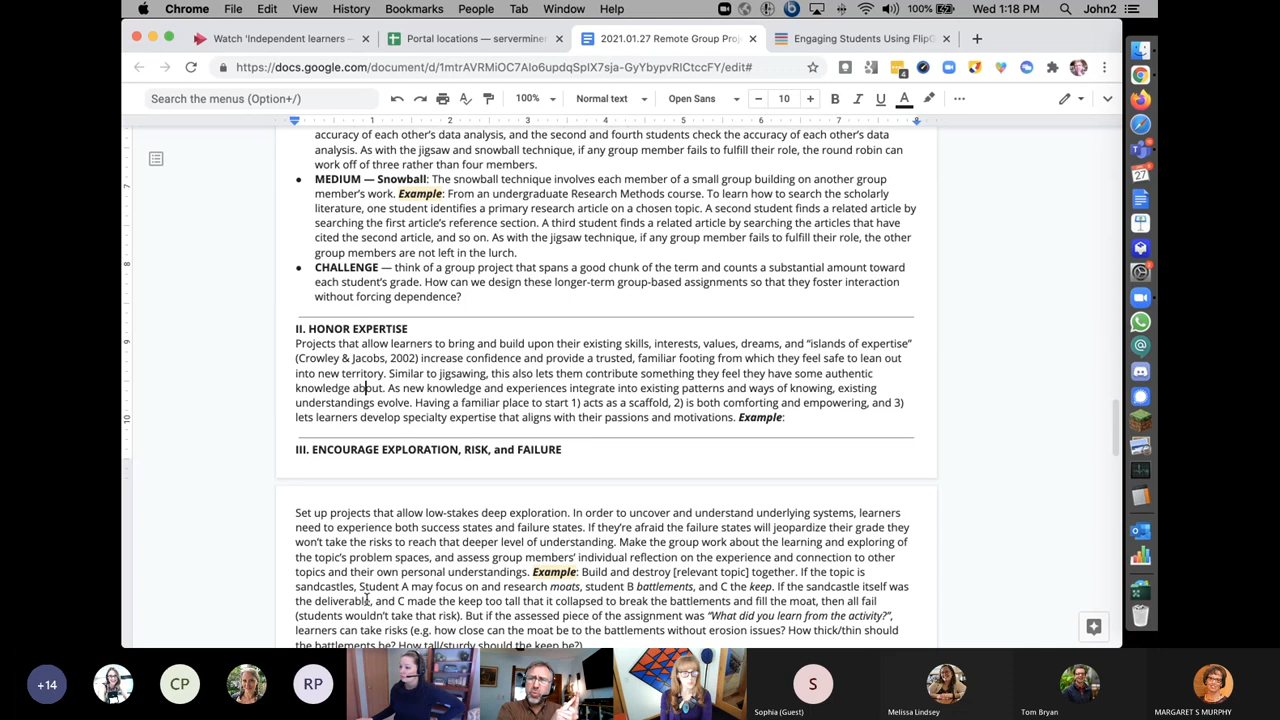 Chrome File Edit View History Bookmarks People Tab Window Help 100% Wed 1:18 PM John2
Watch 'Independent learners – Portal locations — serverminer 2021.01.27 Remote Group Proj Engaging Students Using FlipG
https://docs.google.com/document/
100% Normal text Open Sans 10 B I U A
Search the menus (Option+/)
1 2 3 4 5 6 7 8
accuracy of each other's data analysis, and the second and fourth students check the accuracy of each other's data
analysis. As with the jigsaw and snowball technique, if any group member fails to fulfill their role, the round robin can
work off of three rather than four members.
● MEDIUM — Snowball: The snowball technique involves each member of a small group building on another group
member's work. Example: From an undergraduate Research Methods course. To learn how to search the scholarly
literature, one student identifies a primary research article on a chosen topic. A second student finds a related article by
searching the first article's reference section. A third student finds a related article by searching the articles that have
cited the second article, and so on. As with the jigsaw technique, if any group member fails to fulfill their role, the other
group members are not left in the lurch.
● CHALLENGE — think of a group project that spans a good chunk of the term and counts a substantial amount toward
each student's grade. How can we design these longer-term group-based assignments so that they foster interaction
without forcing dependence?
II. HONOR EXPERTISE
Projects that allow learners to bring and build upon their existing skills, interests, values, dreams, and "islands of expertise"
(Crowley & Jacobs, 2002) increase confidence and provide a trusted, familiar footing from which they feel safe to lean out
into new territory. Similar to jigsawing, this also lets them contribute something they feel they have some authentic
knowledge about. As new knowledge and experiences integrate into existing patterns and ways of knowing, existing
understandings evolve. Having a familiar place to start 1) acts as a scaffold, 2) is both comforting and empowering, and 3)
lets learners develop specialty expertise that aligns with their passions and motivations. Example:
III. ENCOURAGE EXPLORATION, RISK, and FAILURE
Set up projects that allow low stakes deep exploration. In order to uncover and understand underlying systems, learners
need to experience both success states and failure states. If they're afraid the failure states will jeopardize their grade they
won't take the risks to reach that deeper level of understanding. Make the group work about the learning and exploring of
the topic's problem spaces, and assess group members' individual reflection on the experience and connection to other
topics and their own personal understandings. Example: Build and destroy [relevant topic] together. If the topic is
sandcastles, Student A may focus on and research moats, student B battlements, and C the keep. If the sandcastle itself was
the deliverable, and C made the keep too tall that it collapsed to break the battlements and fill the moat, then all fail
(students wouldn't take that risk). But if the assessed piece of the assignment was "What did you learn from the activity?",
learners can take risks (e.g. how close can the moat be to the battlements without erosion issues? How thick/thin should
the battlements be? How tall/sturdy should the keep be?)
+14 CP RP S
Sophia (Guest) Melissa Lindsey Tom Bryan MARGARET S MURPHY